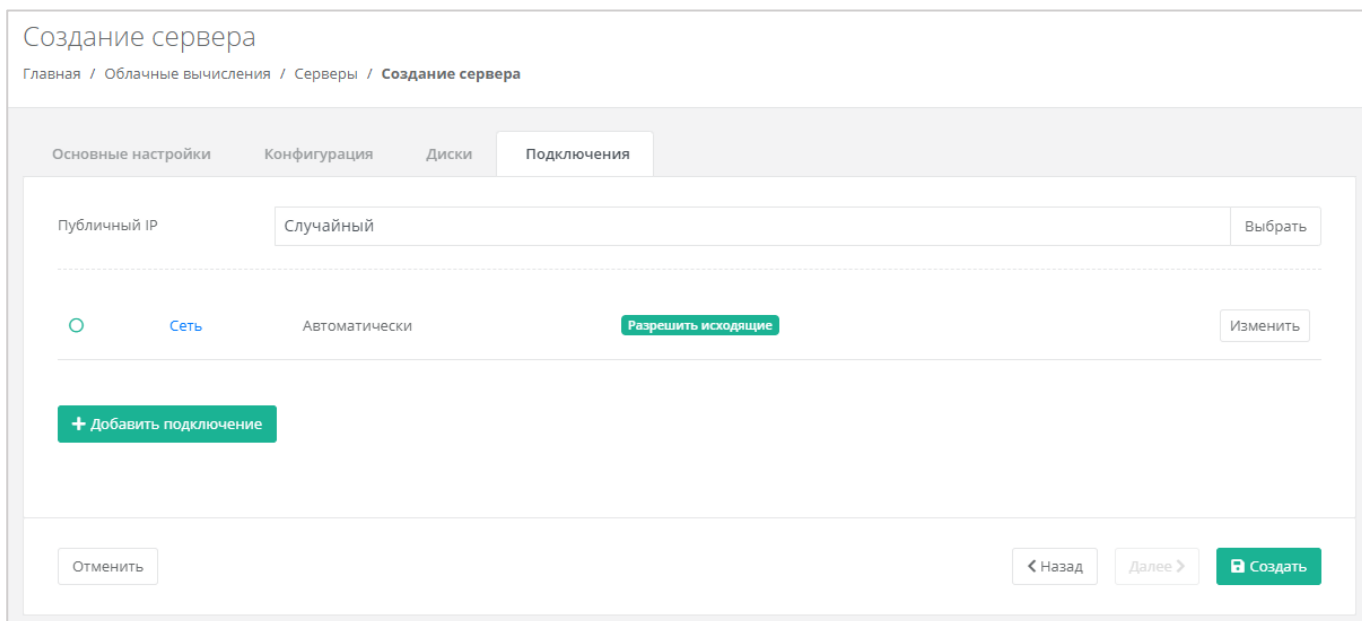 Создание сервера
Главная / Облачные вычисления / Серверы / Создание сервера
Основные настройки Конфигурация Диски Подключения
Публичный IP Случайный Выбрать
Сеть Автоматически Разрешить исходящие Изменить
+ Добавить подключение
Отменить Назад Далее Создать